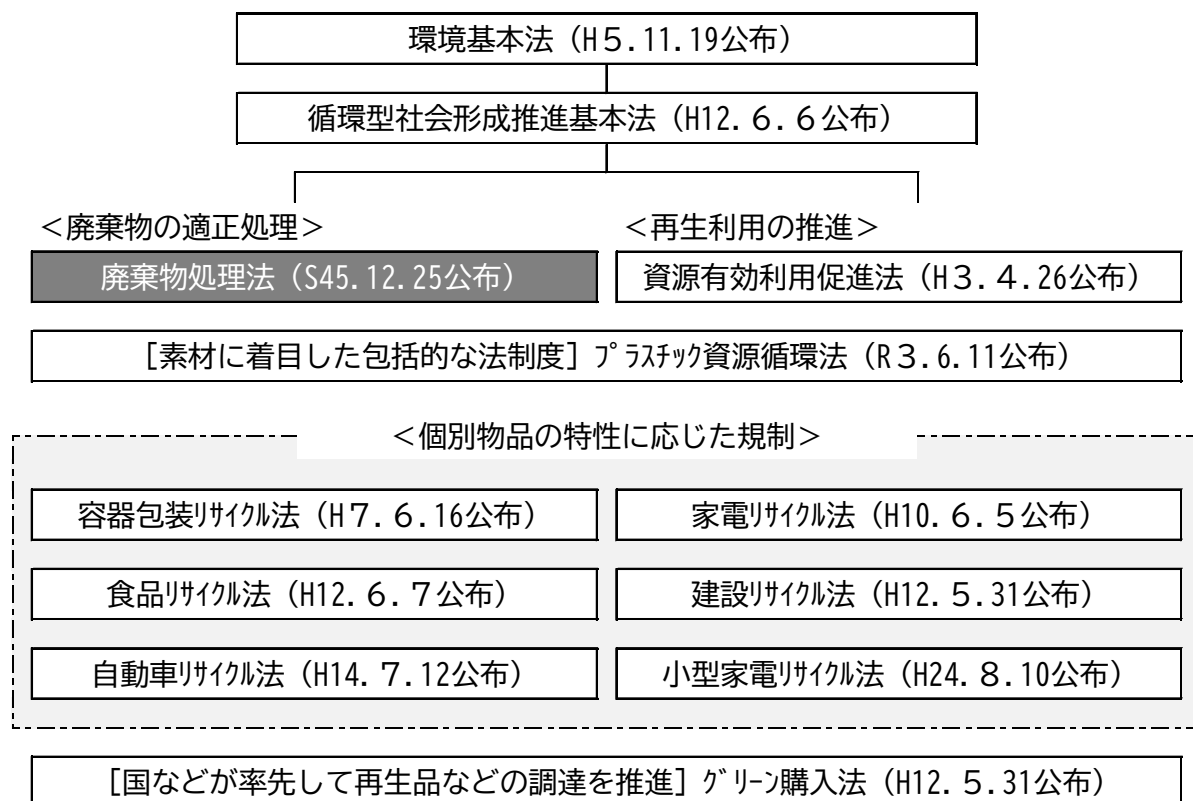 環境基本法（H５.11.19公布）
循環型社会形成推進基本法（H12.６.６公布）
＜廃棄物の適正処理＞
＜再生利用の推進＞
廃棄物処理法（S45.12.25公布）
資源有効利用促進法（H３.４.26公布）
［素材に着目した包括的な法制度］ﾌﾟﾗｽﾁｯｸ資源循環法（R３.6.11公布）
＜個別物品の特性に応じた規制＞
容器包装ﾘｻｲｸﾙ法（H７.６.16公布）
家電ﾘｻｲｸﾙ法（H10.６.５公布）
食品ﾘｻｲｸﾙ法（H12.６.７公布）
建設ﾘｻｲｸﾙ法（H12.５.31公布）
自動車ﾘｻｲｸﾙ法（H14.７.12公布）
小型家電ﾘｻｲｸﾙ法（H24.８.10公布）
［国などが率先して再生品などの調達を推進］ｸﾞﾘｰﾝ購入法（H12.５.31公布）